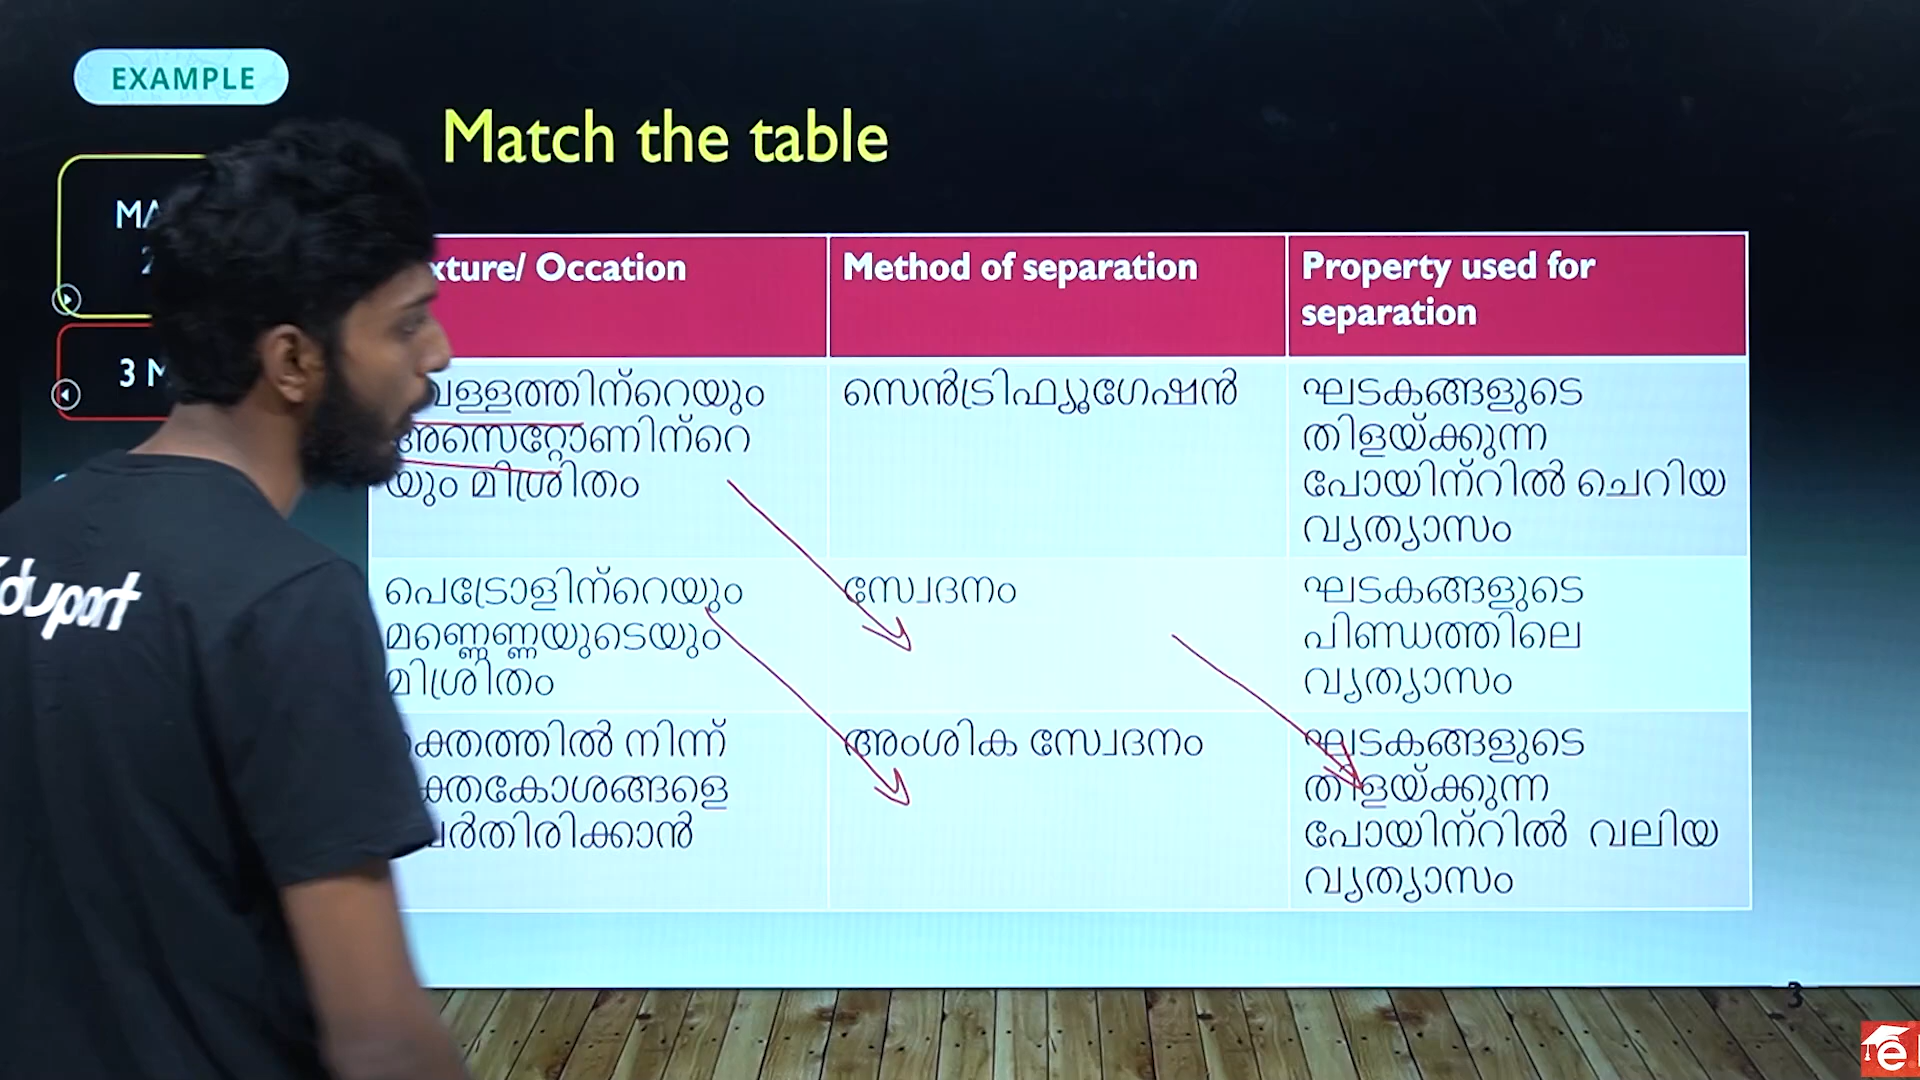 EXAMPLE
Match the table
3
xture/ Occation
Method of separation
Property used for
separation
വെള്ളത്തിന്റെയും
അസെറ്റോണിന്റെ
യും മിശ്രിതം
സെൻട്രിഫ്യൂഗേഷൻ
ഘടകങ്ങളുടെ
തിളയ്ക്കുന്ന
പോയിന്റിൽ ചെറിയ
വ്യത്യാസം
പെട്രോളിന്റെയും
മണ്ണെണ്ണയുടെയും
മിശ്രിതം
സ്വേദനം
ഘടകങ്ങളുടെ
പിണ്ഡത്തിലെ
വ്യത്യാസം
ക്തത്തിൽ നിന്ന്
ക്തകോശങ്ങളെ
ർതിരിക്കാൻ
അംശിക സ്വേദനം
ഘടകങ്ങളുടെ
തിളയ്ക്കുന്ന
പോയിന്റിൽ വലിയ
വ്യത്യാസം
eduport
3